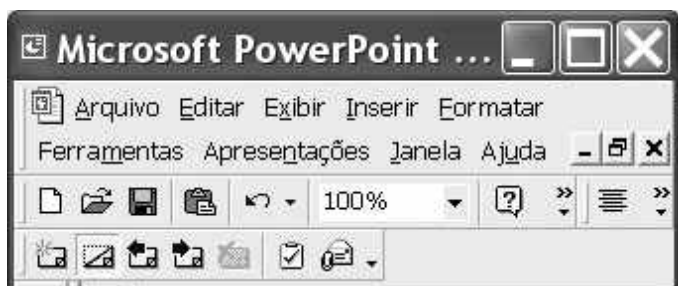 Microsoft PowerPoint ...
Arquivo Editar Exibir Inserir Formatar
Ferramentas Apresentações Janela Ajuda
100%